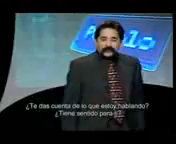 ¿Te das cuenta de lo que estoy hablando?
¿Tiene sentido para ti?